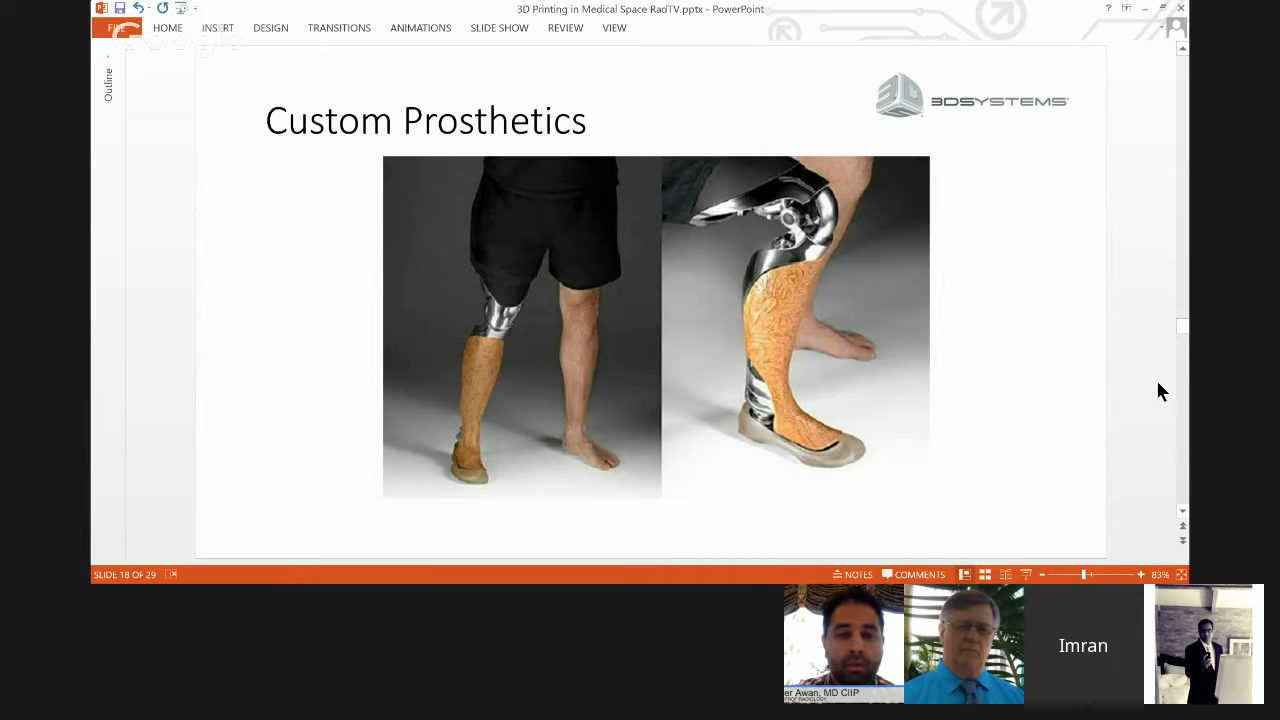 3D Printing in Medical Space RadTV.pptx - PowerPoint
FILE HOME INSERT DESIGN TRANSITIONS ANIMATIONS SLIDE SHOW REVIEW VIEW
Outline
3DSYSTEMS
Custom Prosthetics
SLIDE 18 OF 29
NOTES COMMENTS 83%
Imran
er Awan, MD CIIP